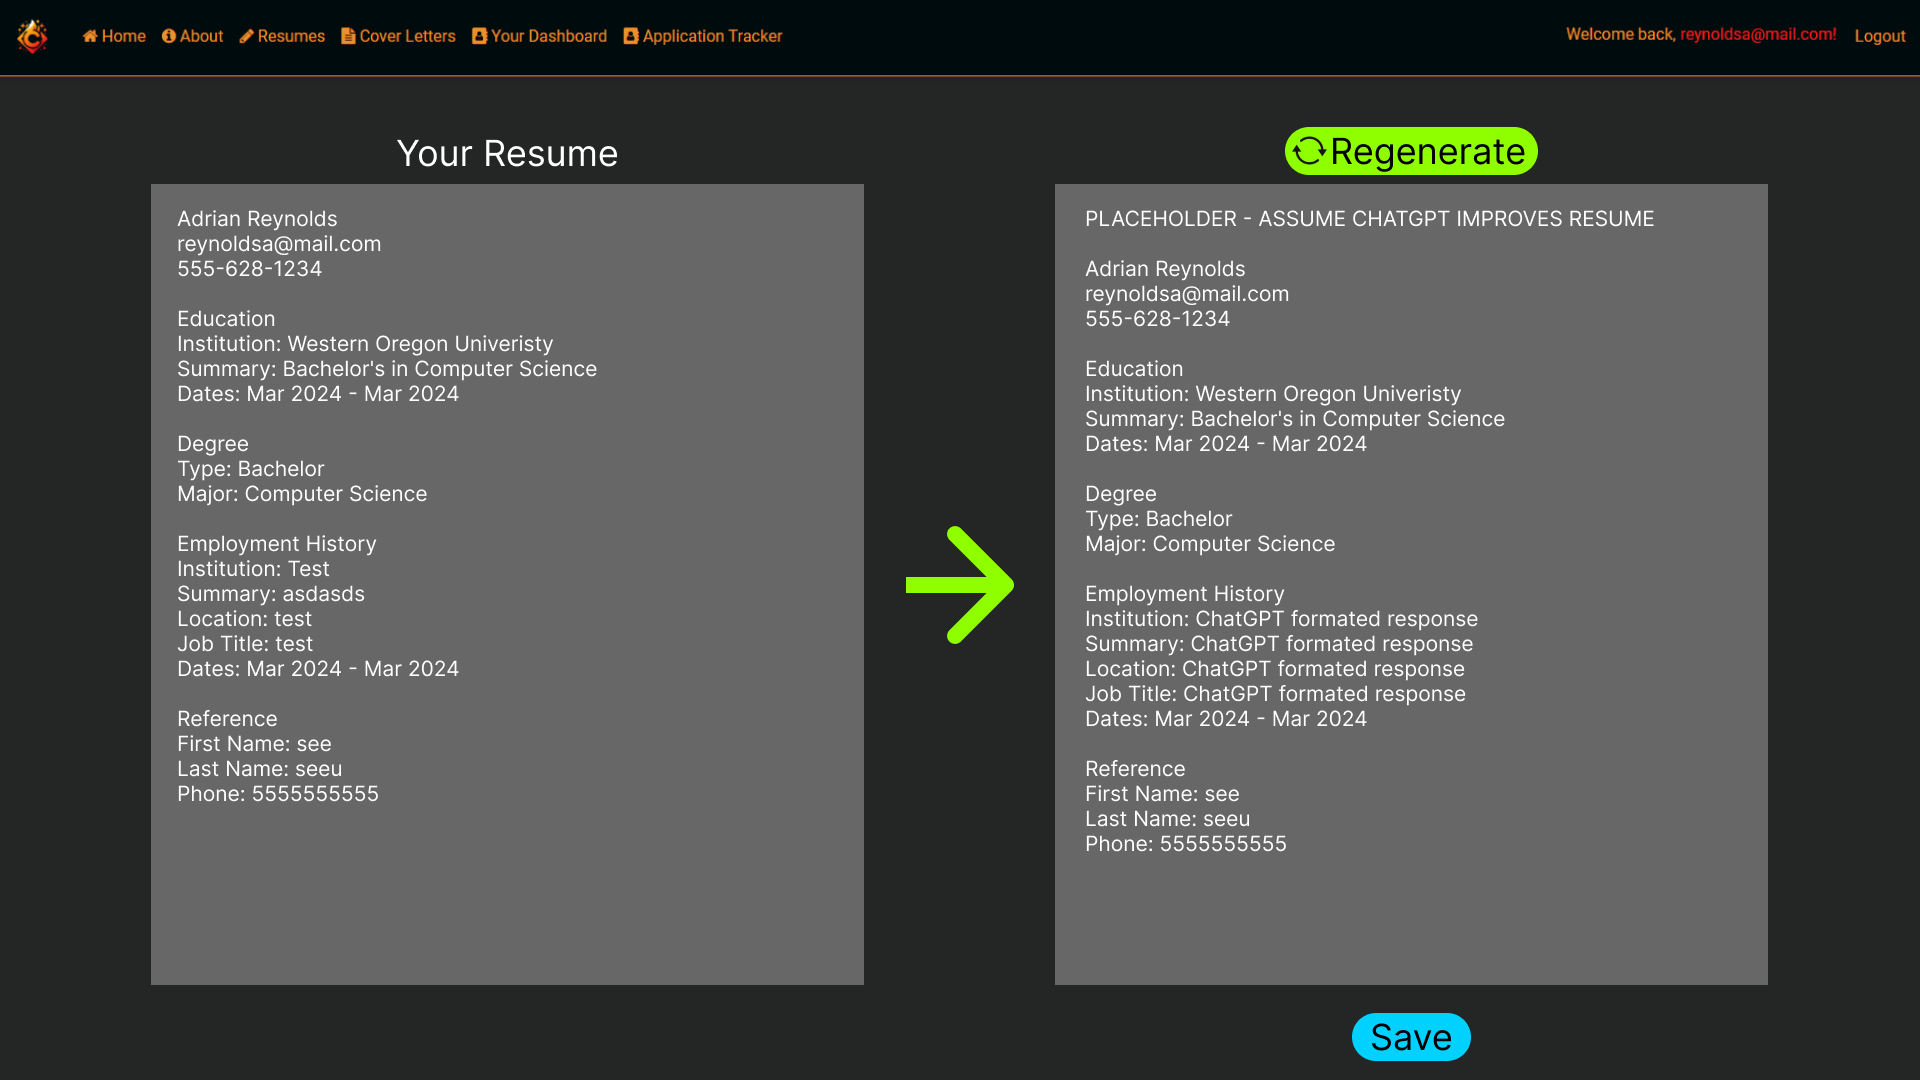 Home About Resumes Cover Letters Your Dashboard Application Tracker Welcome back, reynoldsa@mail.com! Logout
Your Resume
Adrian Reynolds
reynoldsa@mail.com
555-628-1234
Education
Institution: Western Oregon Univeristy
Summary: Bachelor's in Computer Science
Dates: Mar 2024 - Mar 2024
Degree
Type: Bachelor
Major: Computer Science
Employment History
Institution: Test
Summary: asdasds
Location: test
Job Title: test
Dates: Mar 2024 - Mar 2024
Reference
First Name: see
Last Name: seeu
Phone: 5555555555
Regenerate
PLACEHOLDER - ASSUME CHATGPT IMPROVES RESUME
Adrian Reynolds
reynoldsa@mail.com
555-628-1234
Education
Institution: Western Oregon Univeristy
Summary: Bachelor's in Computer Science
Dates: Mar 2024 - Mar 2024
Degree
Type: Bachelor
Major: Computer Science
Employment History
Institution: ChatGPT formated response
Summary: ChatGPT formated response
Location: ChatGPT formated response
Job Title: ChatGPT formated response
Dates: Mar 2024 - Mar 2024
Reference
First Name: see
Last Name: seeu
Phone: 5555555555
Save